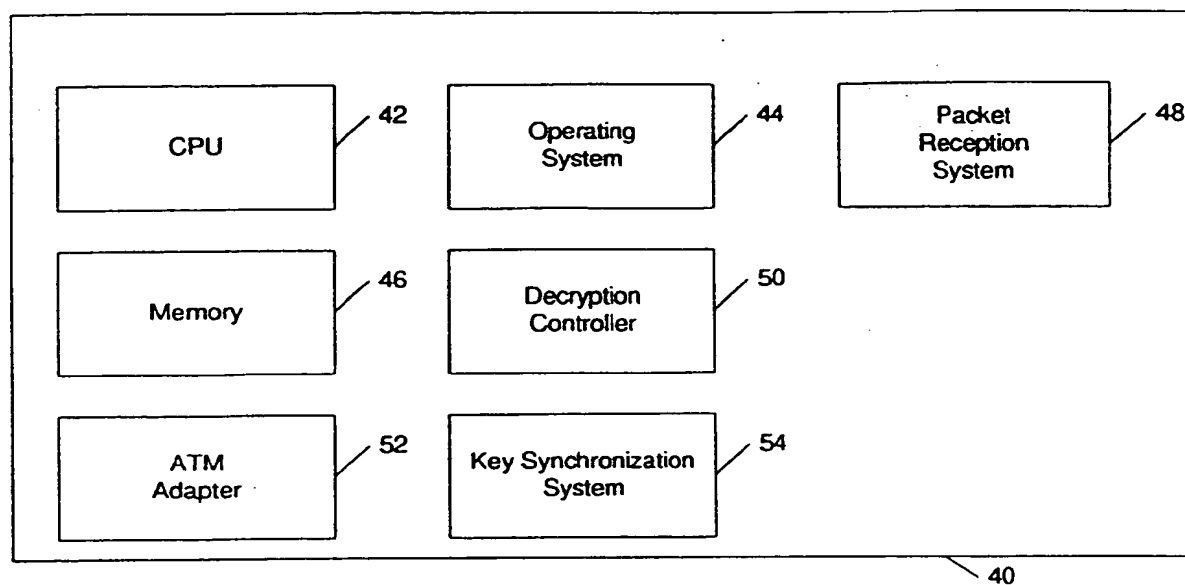 CPU
42
Operating
System
44
Packet
Reception
System
48
Memory
46
Decryption
Controller
50
ATM
Adapter
52
Key Synchronization
System
54
40